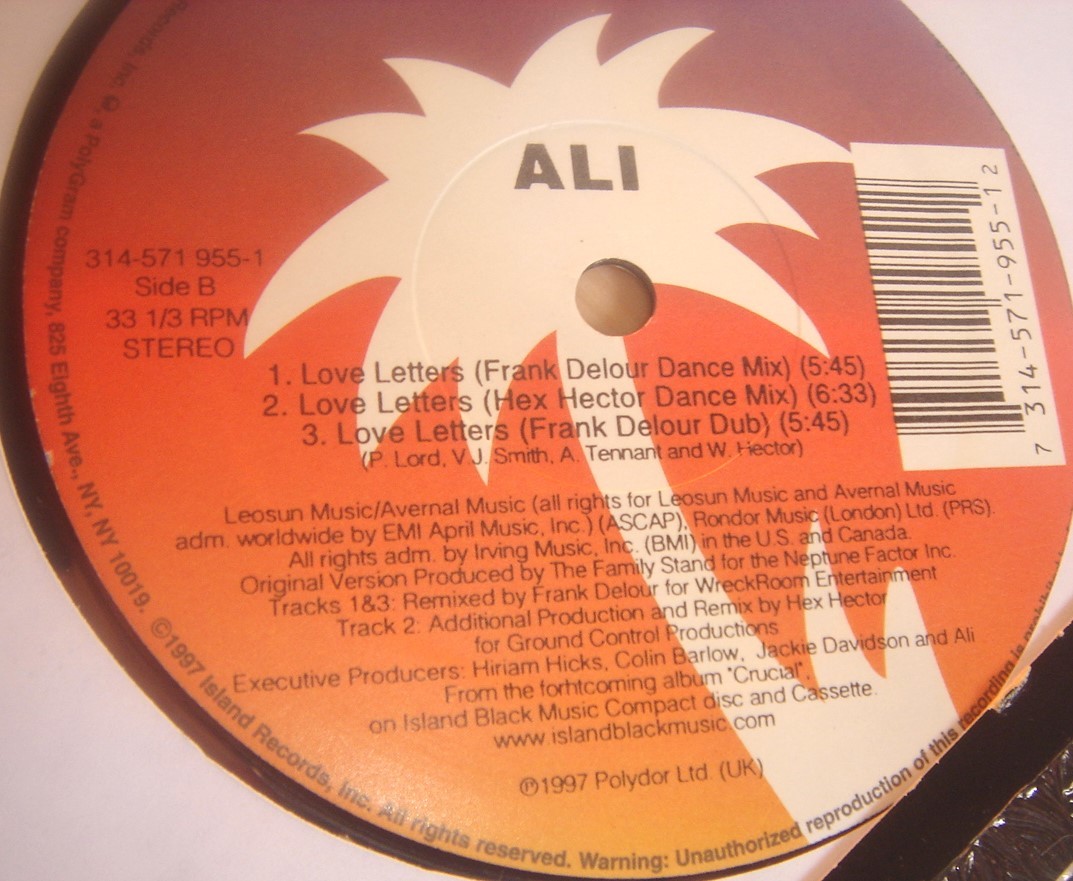 ALI
314-571 955-1
Side B
33 1/3 RPM
STEREO
1. Love Letters (Frank Delour Dance Mix) (5:45)
2. Love Letters (Hex Hector Dance Mix) (6:33)
3. Love Letters (Frank Delour Dub) (5:45)
(P. Lord, V.J. Smith, A. Tennant and W. Hector)
Leosun Music/Avernal Music (all rights for Leosun Music and Avernal Music
adm. worldwide by EMI April Music, Inc.) (ASCAP), Rondor Music (London) Ltd. (PRS).
All rights adm. by Irving Music, Inc. (BMI) in the U.S. and Canada.
Original Version Produced by The Family Stand for the Neptune Factor Inc.
Tracks 1&3: Remixed by Frank Delour for WreckRoom Entertainment
Track 2: Additional Production and Remix by Hex Hector
for Ground Control Productions
Executive Producers: Hiriam Hicks, Colin Barlow, Jackie Davidson and Ali
From the forhtcoming album "Crucial",
on Island Black Music Compact disc and Cassette.
www.islandblackmusic.com
℗1997 Polydor Ltd. (UK)
7 314-571-955-1 2
Records, Inc. ℗, a PolyGram company, 825 Eighth Ave., NY, NY 10019. ©1997 Island Records, Inc. All rights reserved. Warning: Unauthorized reproduction of this recording is